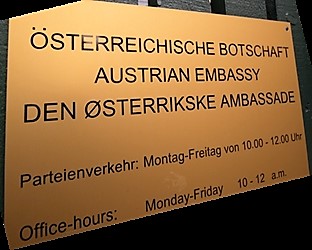 ÖSTERREICHISCHE BOTSCHAFT
AUSTRIAN EMBASSY
DEN ØSTERRIKSKE AMBASSADE
Parteienverkehr: Montag-Freitag von 10.00 - 12.00 Uhr
Office-hours: Monday-Friday 10 - 12 a.m.